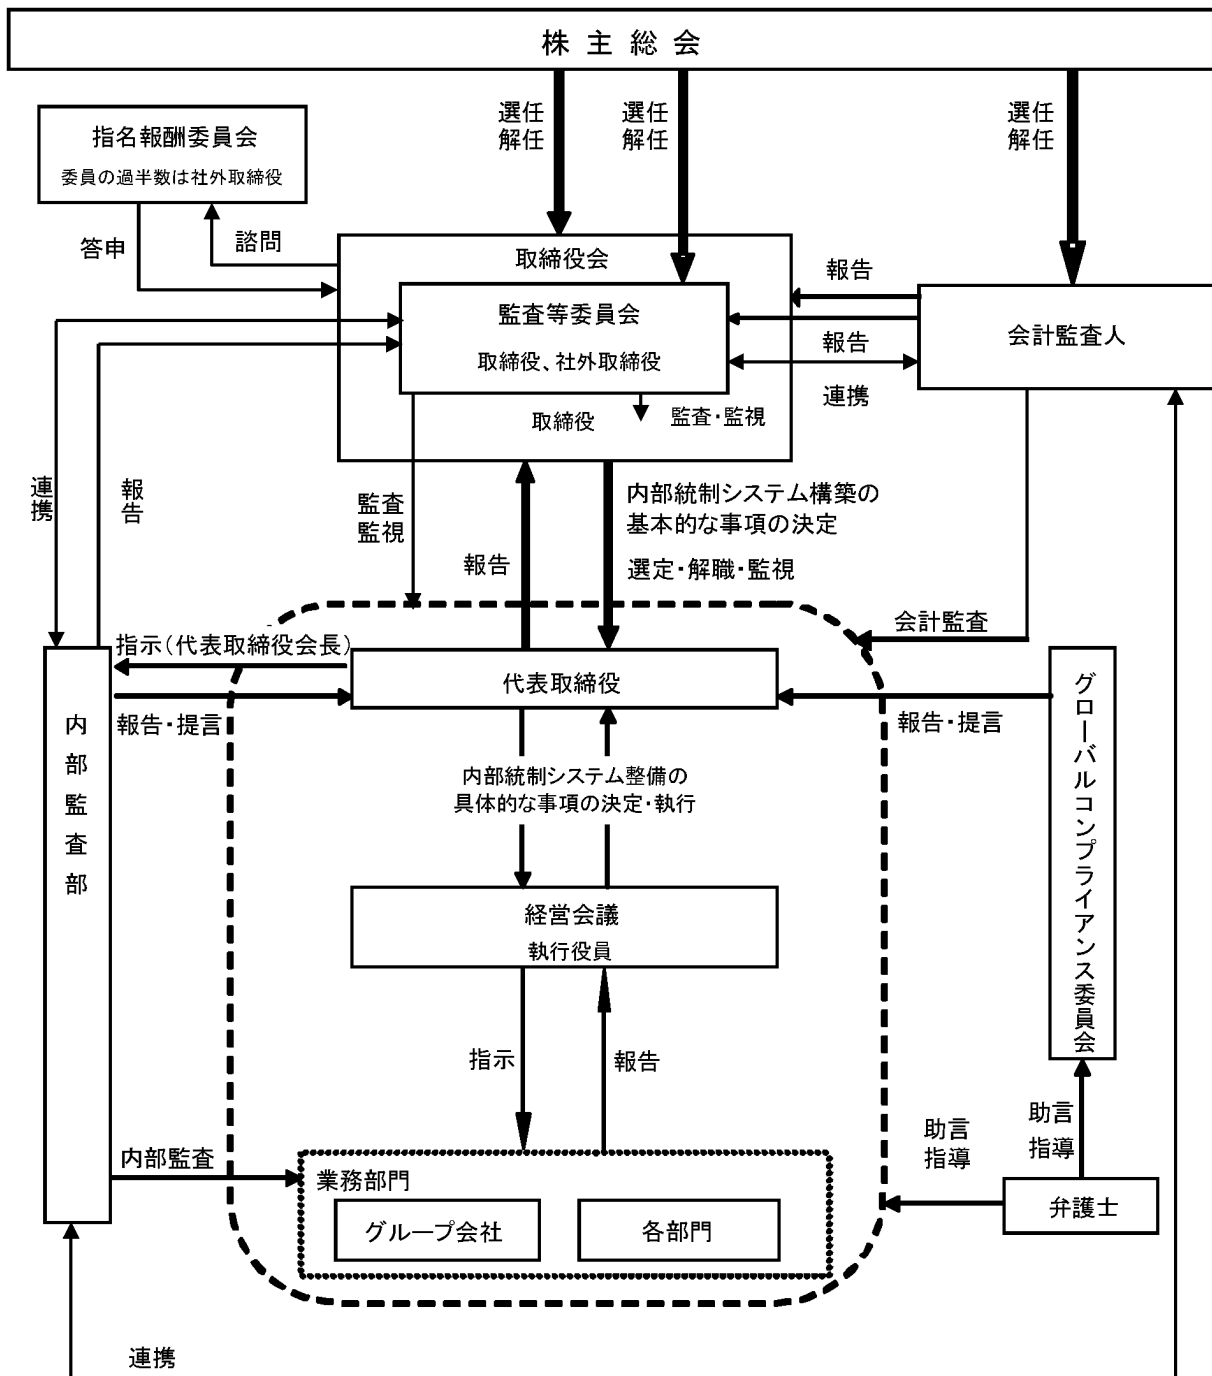 株主総会
選任
解任
選任
解任
選任
解任
指名報酬委員会
委員の過半数は社外取締役
答申
諮問
取締役会
監査等委員会
取締役、社外取締役
取締役
監査・監視
報告
報告
連携
会計監査人
連携
報告
監査
監視
報告
内部統制システム構築の
基本的な事項の決定
選定・解職・監視
会計監査
指示(代表取締役会長)
代表取締役
報告・提言
報告・提言
内部監査部
グローバルコンプライアンス委員会
内部統制システム整備の
具体的な事項の決定・執行
経営会議
執行役員
指示
報告
内部監査
業務部門
グループ会社
各部門
助言
指導
助言
指導
弁護士
連携